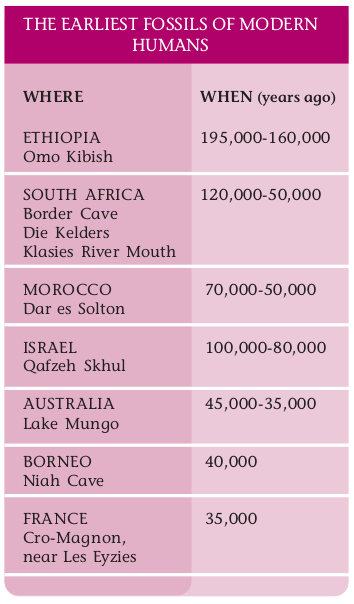 THE EARLIEST FOSSILS OF MODERN
HUMANS
WHERE WHEN (years ago)
ETHIOPIA 195,000-160,000
Omo Kibish
SOUTH AFRICA 120,000-50,000
Border Cave
Die Kelders
Klasies River Mouth
MOROCCO 70,000-50,000
Dar es Solton
ISRAEL 100,000-80,000
Qafzeh Skhul
AUSTRALIA 45,000-35,000
Lake Mungo
BORNEO 40,000
Niah Cave
FRANCE 35,000
Cro-Magnon,
near Les Eyzies